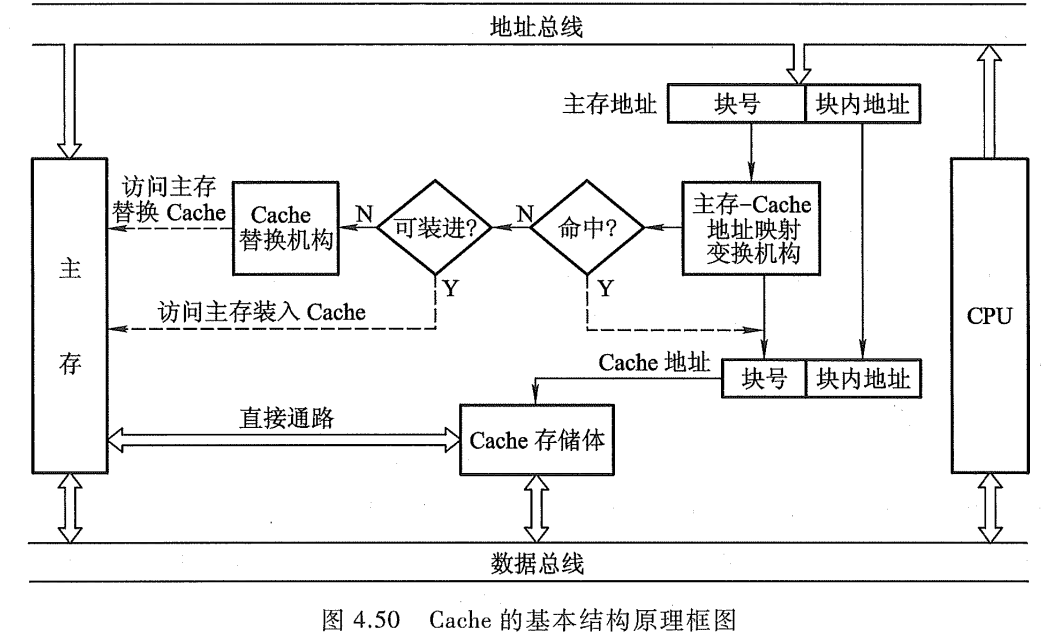 地址总线
主存地址 块号 块内地址
访问主存
替换 Cache
Cache
替换机构
N
可装进?
N
命中?
主存-Cache
地址映射
变换机构
Y
Y
访问主存装入 Cache
主
存
CPU
Cache 地址 块号 块内地址
直接通路
Cache 存储体
数据总线
图 4.50 Cache 的基本结构原理框图